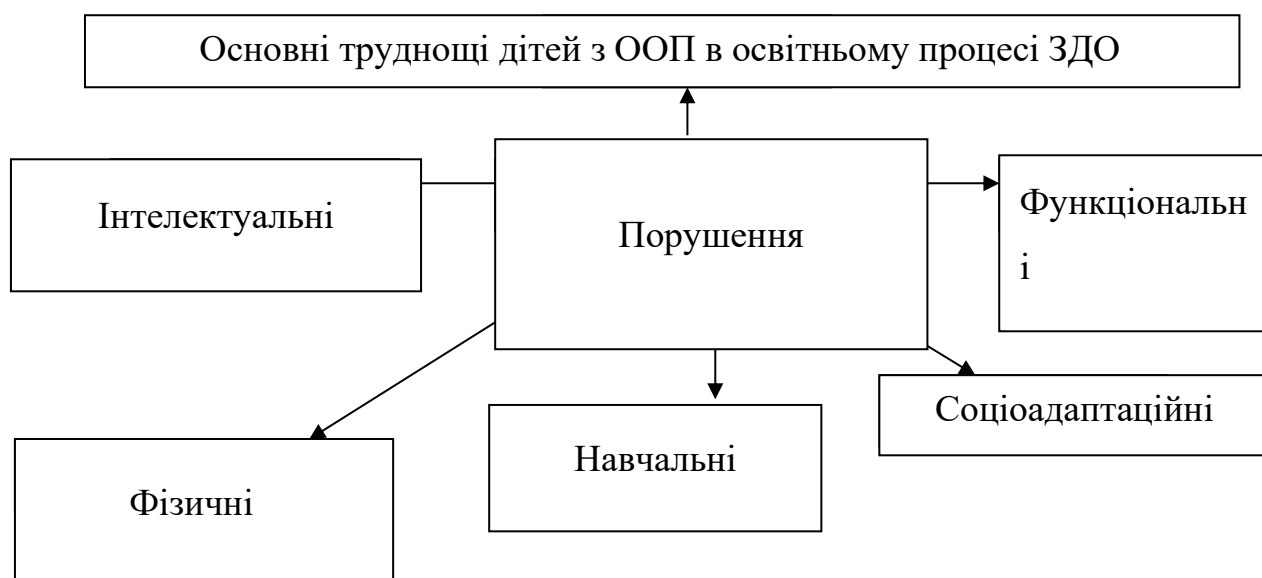 Основні труднощі дітей з ООП в освітньому процесі ЗДО
Інтелектуальні
Порушення
Функціональн
і
Соціоадаптаційні
Навчальні
Фізичні